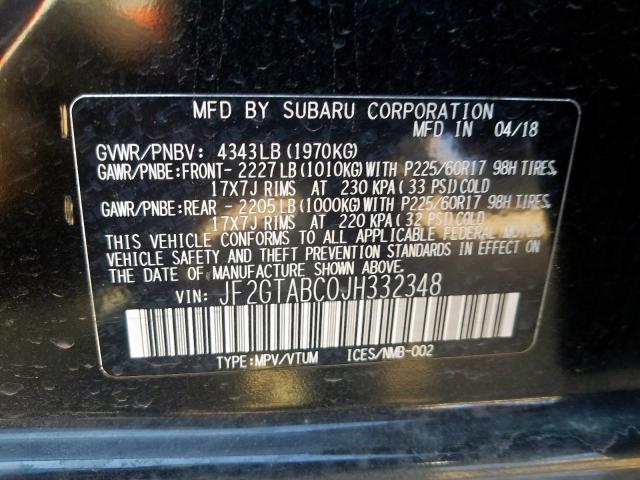 MFD BY SUBARU CORPORATION
MFD IN 04/18
GVWR/PNBV: 4343LB (1970KG)
GAWR/PNBE:FRONT- 2227LB (1010KG) WITH P225/60R17 98H TIRES,
17X7J RIMS AT 230 KPA ( 33 PSI) COLD
GAWR/PNBE:REAR - 2205LB (1000KG) WITH P225/60R17 98H TIRES,
17X7J RIMS AT 220 KPA ( 32 PSI) COLD
THIS VEHICLE CONFORMS TO ALL APPLICABLE FEDERAL MOTOR
VEHICLE SAFETY AND THEFT PREVENTION STANDARDS IN EFFECT ON
THE DATE OF MANUFACTURE SHOWN ABOVE.
VIN: JF2GTABC0JH332348
TYPE:MPV/VTUM ICES/NMB-002